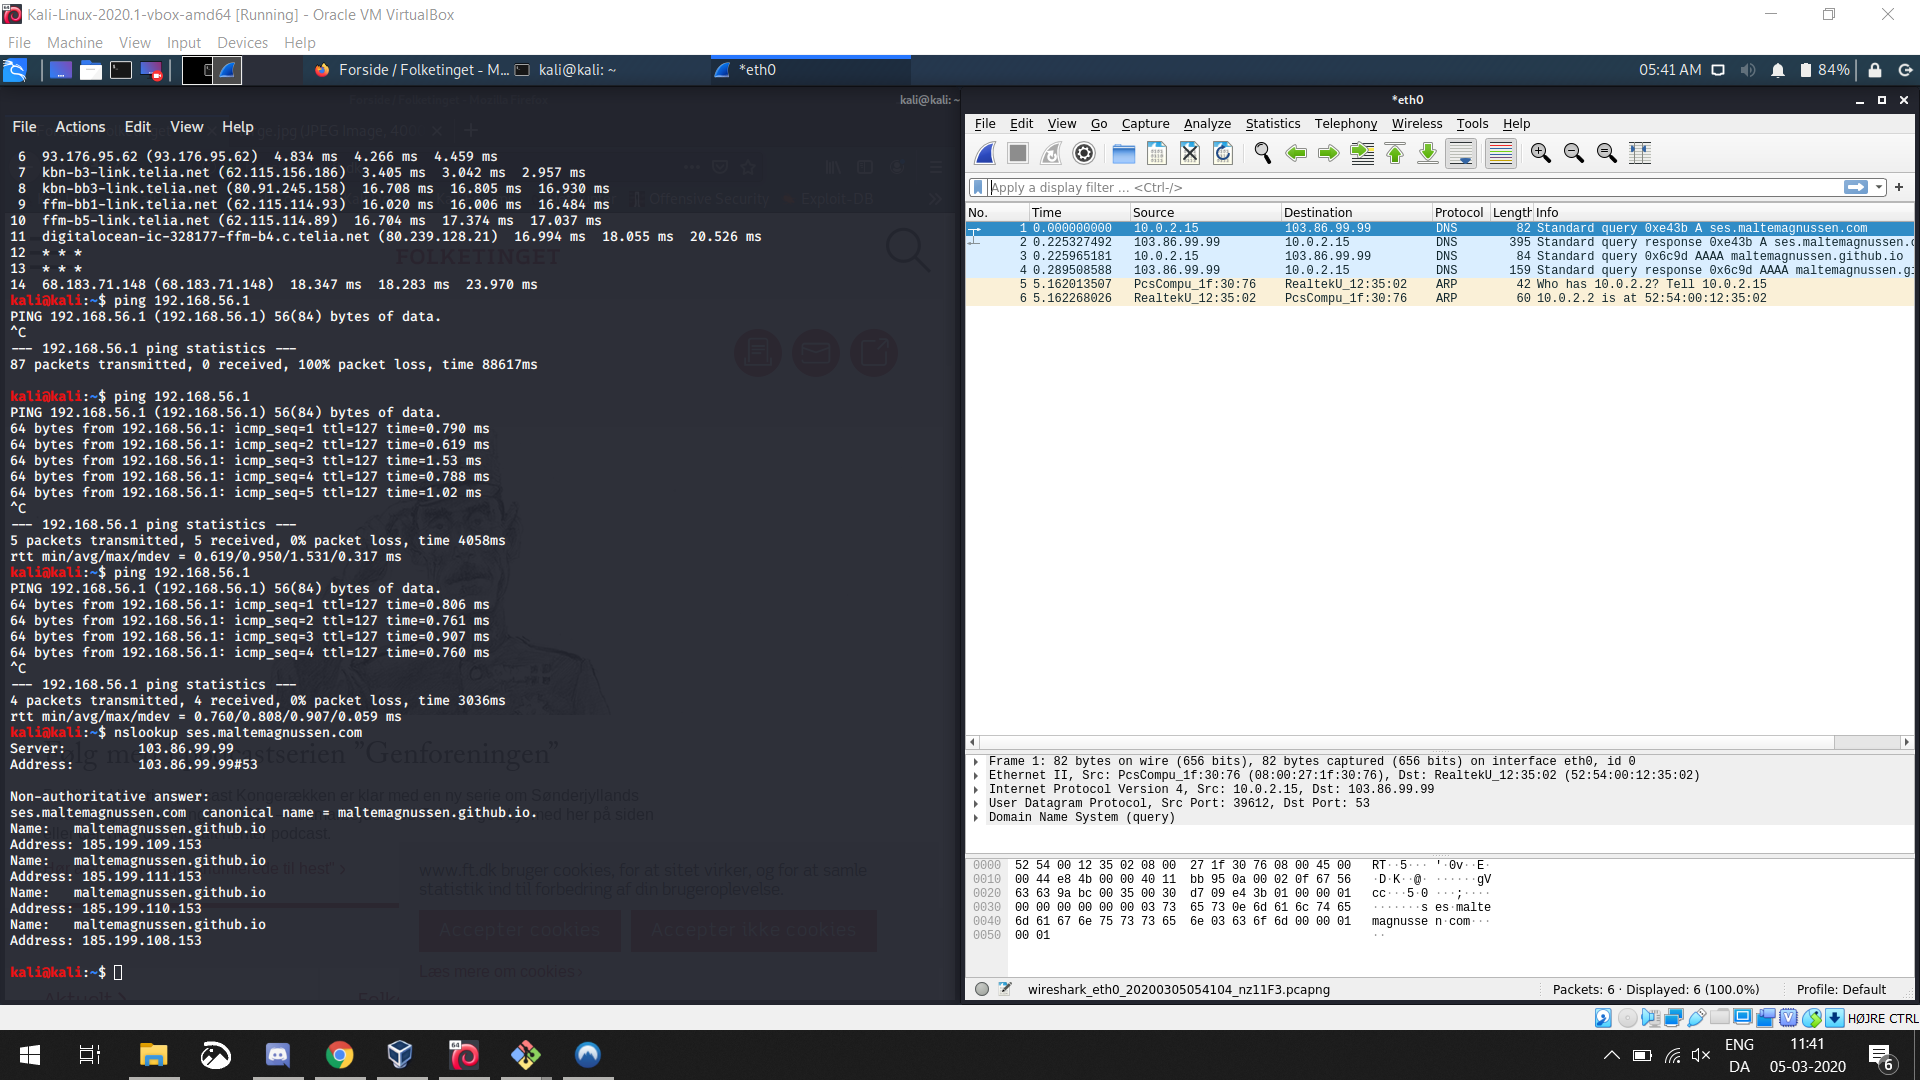 Kali-Linux-2020.1-vbox-amd64 [Running] - Oracle VM VirtualBox
File Machine View Input Devices Help
Forside / Folketinget - M... kali@kali: ~ *eth0 05:41 AM 84%
Forside / Folketinget - Mozilla Firefox kali@kali: ~
File Actions Edit View Help
6 93.176.95.62 (93.176.95.62) 4.834 ms 4.266 ms 4.459 ms
7 kbn-b3-link.telia.net (62.115.156.186) 3.405 ms 3.042 ms 2.957 ms
8 kbn-bb3-link.telia.net (80.91.245.158) 16.708 ms 16.805 ms 16.930 ms
9 ffm-bb1-link.telia.net (62.115.114.93) 16.020 ms 16.006 ms 16.484 ms
10 ffm-b5-link.telia.net (62.115.114.89) 16.704 ms 17.374 ms 17.037 ms
11 digitalocean-ic-328177-ffm-b4.c.telia.net (80.239.128.21) 16.994 ms 18.055 ms 20.526 ms
12 * * *
13 * * *
14 68.183.71.148 (68.183.71.148) 18.347 ms 18.283 ms 23.970 ms
kali@kali:~$ ping 192.168.56.1
PING 192.168.56.1 (192.168.56.1) 56(84) bytes of data.
^C
--- 192.168.56.1 ping statistics ---
87 packets transmitted, 0 received, 100% packet loss, time 88617ms
kali@kali:~$ ping 192.168.56.1
PING 192.168.56.1 (192.168.56.1) 56(84) bytes of data.
64 bytes from 192.168.56.1: icmp_seq=1 ttl=127 time=0.790 ms
64 bytes from 192.168.56.1: icmp_seq=2 ttl=127 time=0.619 ms
64 bytes from 192.168.56.1: icmp_seq=3 ttl=127 time=1.53 ms
64 bytes from 192.168.56.1: icmp_seq=4 ttl=127 time=0.788 ms
64 bytes from 192.168.56.1: icmp_seq=5 ttl=127 time=1.02 ms
^C
--- 192.168.56.1 ping statistics ---
5 packets transmitted, 5 received, 0% packet loss, time 4058ms
rtt min/avg/max/mdev = 0.619/0.950/1.531/0.317 ms
kali@kali:~$ ping 192.168.56.1
PING 192.168.56.1 (192.168.56.1) 56(84) bytes of data.
64 bytes from 192.168.56.1: icmp_seq=1 ttl=127 time=0.806 ms
64 bytes from 192.168.56.1: icmp_seq=2 ttl=127 time=0.761 ms
64 bytes from 192.168.56.1: icmp_seq=3 ttl=127 time=0.907 ms
64 bytes from 192.168.56.1: icmp_seq=4 ttl=127 time=0.760 ms
^C
--- 192.168.56.1 ping statistics ---
4 packets transmitted, 4 received, 0% packet loss, time 3036ms
rtt min/avg/max/mdev = 0.760/0.808/0.907/0.059 ms
kali@kali:~$ nslookup ses.maltemagnussen.com
Server: 103.86.99.99
Address: 103.86.99.99#53
Non-authoritative answer:
ses.maltemagnussen.com canonical name = maltemagnussen.github.io.
Name: maltemagnussen.github.io
Address: 185.199.109.153
Name: maltemagnussen.github.io
Address: 185.199.111.153
Name: maltemagnussen.github.io
Address: 185.199.110.153
Name: maltemagnussen.github.io
Address: 185.199.108.153
kali@kali:~$
Offensive Security Exploit-DB
FOLKETINGET
"Genforeningen"
www.ft.dk bruger cookies, for at sitet virker, og for at samle
statistik ind til forbedring af din brugeroplevelse.
Accepter cookies Accepter ikke cookies
Læs mere om cookies
Aktuelt
*eth0
File Edit View Go Capture Analyze Statistics Telephony Wireless Tools Help
Apply a display filter ... <Ctrl-/>
No. Time Source Destination Protocol Length Info
1 0.000000000 10.0.2.15 103.86.99.99 DNS 82 Standard query 0xe43b A ses.maltemagnussen.com
2 0.225327492 103.86.99.99 10.0.2.15 DNS 395 Standard query response 0xe43b A ses.maltemagnussen.c
3 0.225965181 10.0.2.15 103.86.99.99 DNS 84 Standard query 0x6c9d AAAA maltemagnussen.github.io
4 0.289508588 103.86.99.99 10.0.2.15 DNS 159 Standard query response 0x6c9d AAAA maltemagnussen.gi
5 5.162013507 PcsCompu_1f:30:76 RealtekU_12:35:02 ARP 42 Who has 10.0.2.2? Tell 10.0.2.15
6 5.162268026 RealtekU_12:35:02 PcsCompu_1f:30:76 ARP 60 10.0.2.2 is at 52:54:00:12:35:02
Frame 1: 82 bytes on wire (656 bits), 82 bytes captured (656 bits) on interface eth0, id 0
Ethernet II, Src: PcsCompu_1f:30:76 (08:00:27:1f:30:76), Dst: RealtekU_12:35:02 (52:54:00:12:35:02)
Internet Protocol Version 4, Src: 10.0.2.15, Dst: 103.86.99.99
User Datagram Protocol, Src Port: 39612, Dst Port: 53
Domain Name System (query)
0000 52 54 00 12 35 02 08 00 27 1f 30 76 08 00 45 00 RT··5··· '·0v··E·
0010 00 44 e8 4b 00 00 40 11 bb 95 0a 00 02 0f 67 56 ·D·K··@· ······gV
0020 63 63 9a bc 00 35 00 30 d7 09 e4 3b 01 00 00 01 cc···5·0 ···;····
0030 00 00 00 00 00 00 03 73 65 73 0e 6d 61 6c 74 65 ·······s es·malte
0040 6d 61 67 6e 75 73 73 65 6e 03 63 6f 6d 00 00 01 magnusse n·com···
0050 00 01 ··
wireshark_eth0_20200305054104_nz11F3.pcapng Packets: 6 · Displayed: 6 (100.0%) Profile: Default
HØJRE CTRL
ENG 11:41
DA 05-03-2020 6